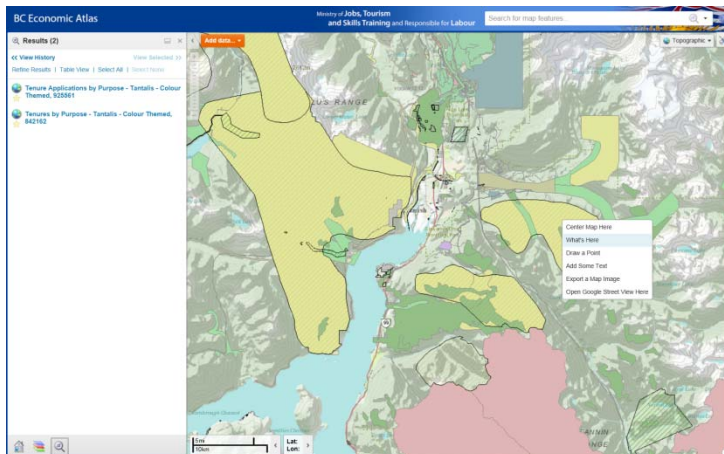 BC Economic Atlas
Ministry of Jobs, Tourism
and Skills Training and Responsible for Labour
Search for map features.
Results (2)
Add data...
Topographic
<< View History
View Selected >>
Refine Results | Table View | Select All | Select None
Tenure Applications by Purpose - Tantalis - Colour
Themed, 925561
Tenures by Purpose - Tantalis - Colour Themed,
842162
US RANGE
Center Map Here
What's Here
Draw a Point
Add Some Text
Export a Map Image
Open Google Street View Here
99
5mi
10km
Lat:
Lon: